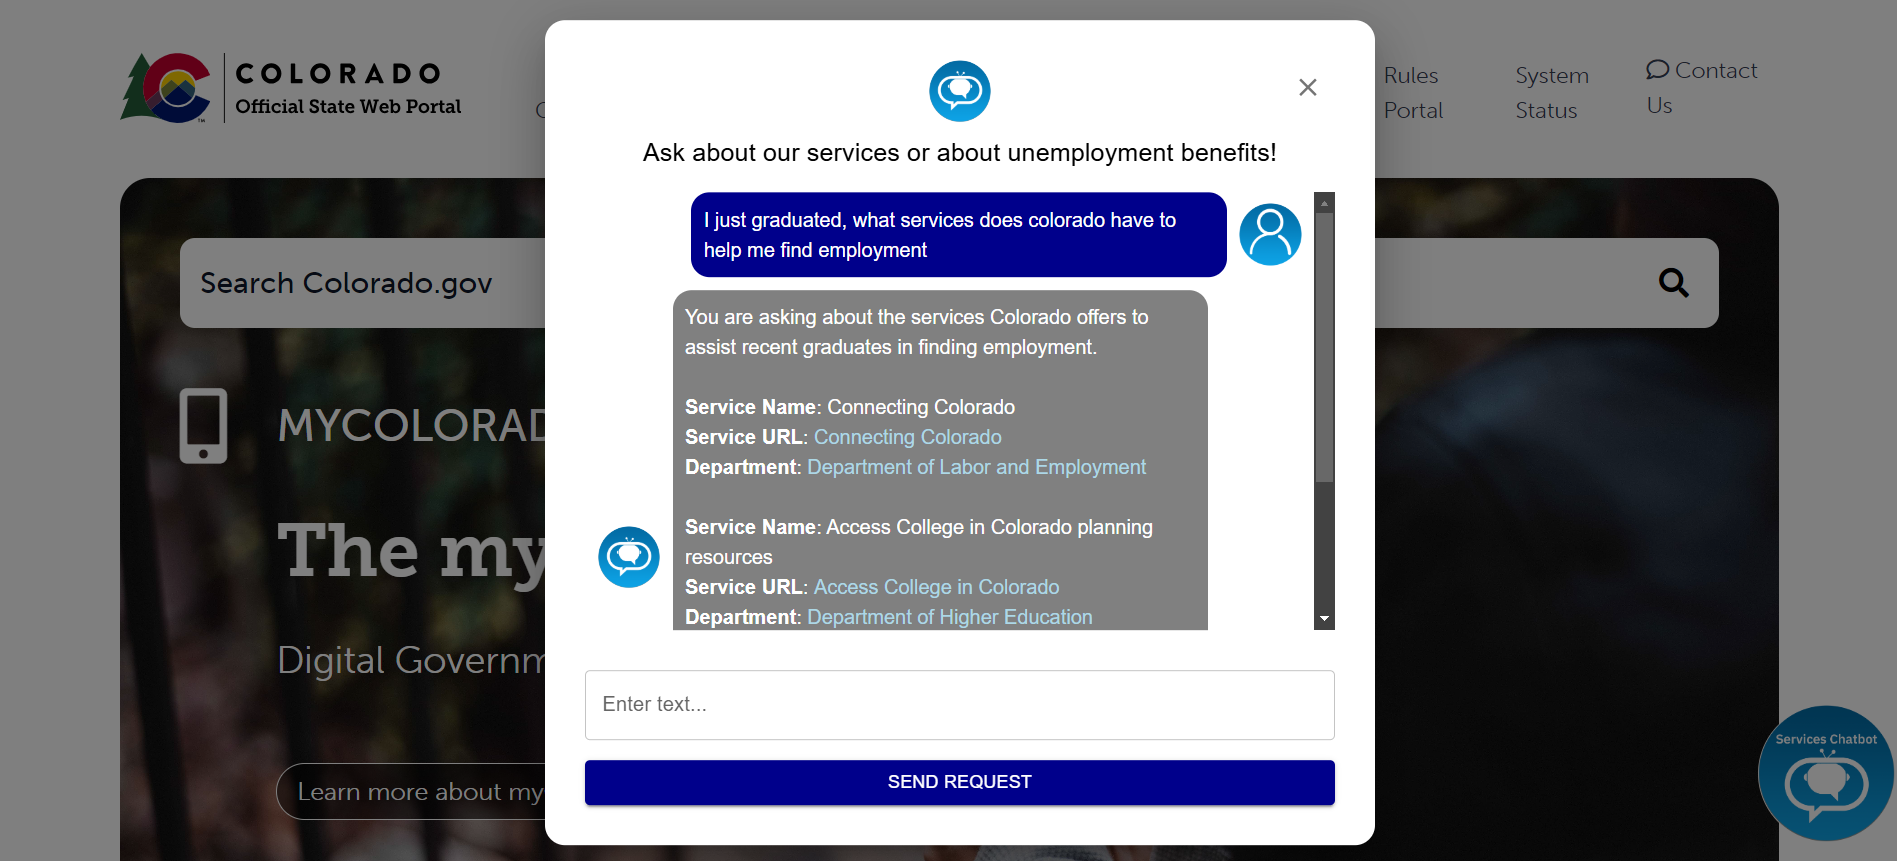 COLORADO
Official State Web Portal
Rules
Portal
System
Status
Contact
Us
Search Colorado.gov
MYCOLORAD
The my
Digital Governm
Learn more about my
Ask about our services or about unemployment benefits!
I just graduated, what services does colorado have to
help me find employment
You are asking about the services Colorado offers to
assist recent graduates in finding employment.
Service Name: Connecting Colorado
Service URL: Connecting Colorado
Department: Department of Labor and Employment
Service Name: Access College in Colorado planning
resources
Service URL: Access College in Colorado
Department: Department of Higher Education
Enter text...
SEND REQUEST
Services Chatbot